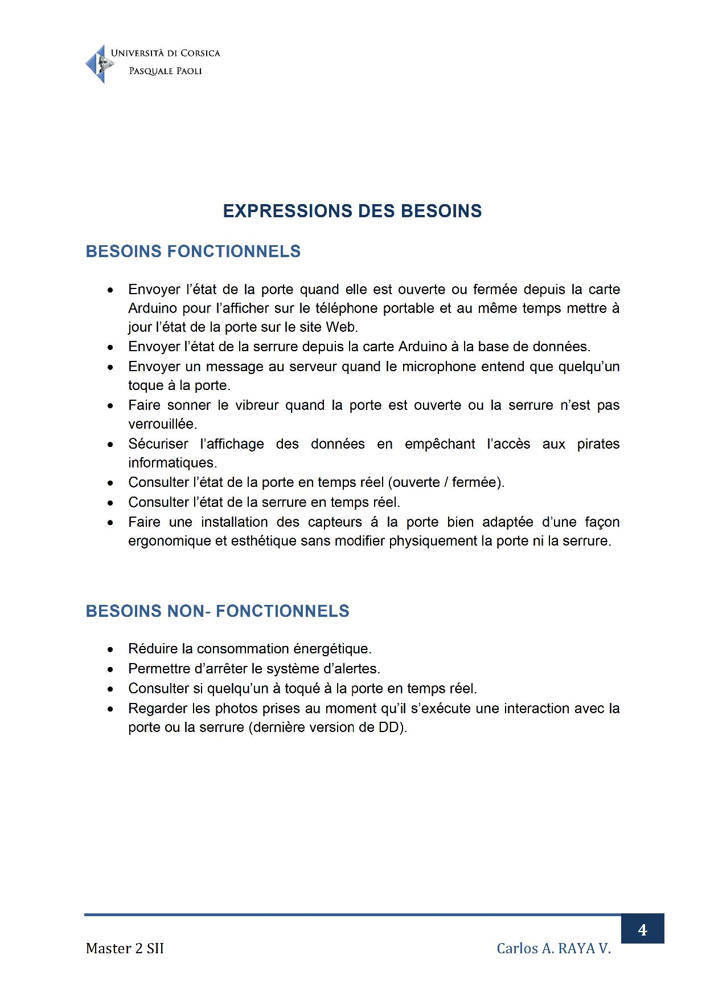 UNIVERSITÀ DI CORSICA
PASQUALE PAOLI
EXPRESSIONS DES BESOINS
BESOINS FONCTIONNELS
• Envoyer l’état de la porte quand elle est ouverte ou fermée depuis la carte
Arduino pour l’afficher sur le téléphone portable et au même temps mettre à
jour l’état de la porte sur le site Web.
• Envoyer l’état de la serrure depuis la carte Arduino à la base de données.
• Envoyer un message au serveur quand le microphone entend que quelqu’un
toque à la porte.
• Faire sonner le vibreur quand la porte est ouverte ou la serrure n’est pas
verrouillée.
• Sécuriser l’affichage des données en empêchant l’accès aux pirates
informatiques.
• Consulter l’état de la porte en temps réel (ouverte / fermée).
• Consulter l’état de la serrure en temps réel.
• Faire une installation des capteurs á la porte bien adaptée d’une façon
ergonomique et esthétique sans modifier physiquement la porte ni la serrure.
BESOINS NON- FONCTIONNELS
• Réduire la consommation énergétique.
• Permettre d’arrêter le système d’alertes.
• Consulter si quelqu’un à toqué à la porte en temps réel.
• Regarder les photos prises au moment qu’il s’exécute une interaction avec la
porte ou la serrure (dernière version de DD).
4
Master 2 SII Carlos A. RAYA V.